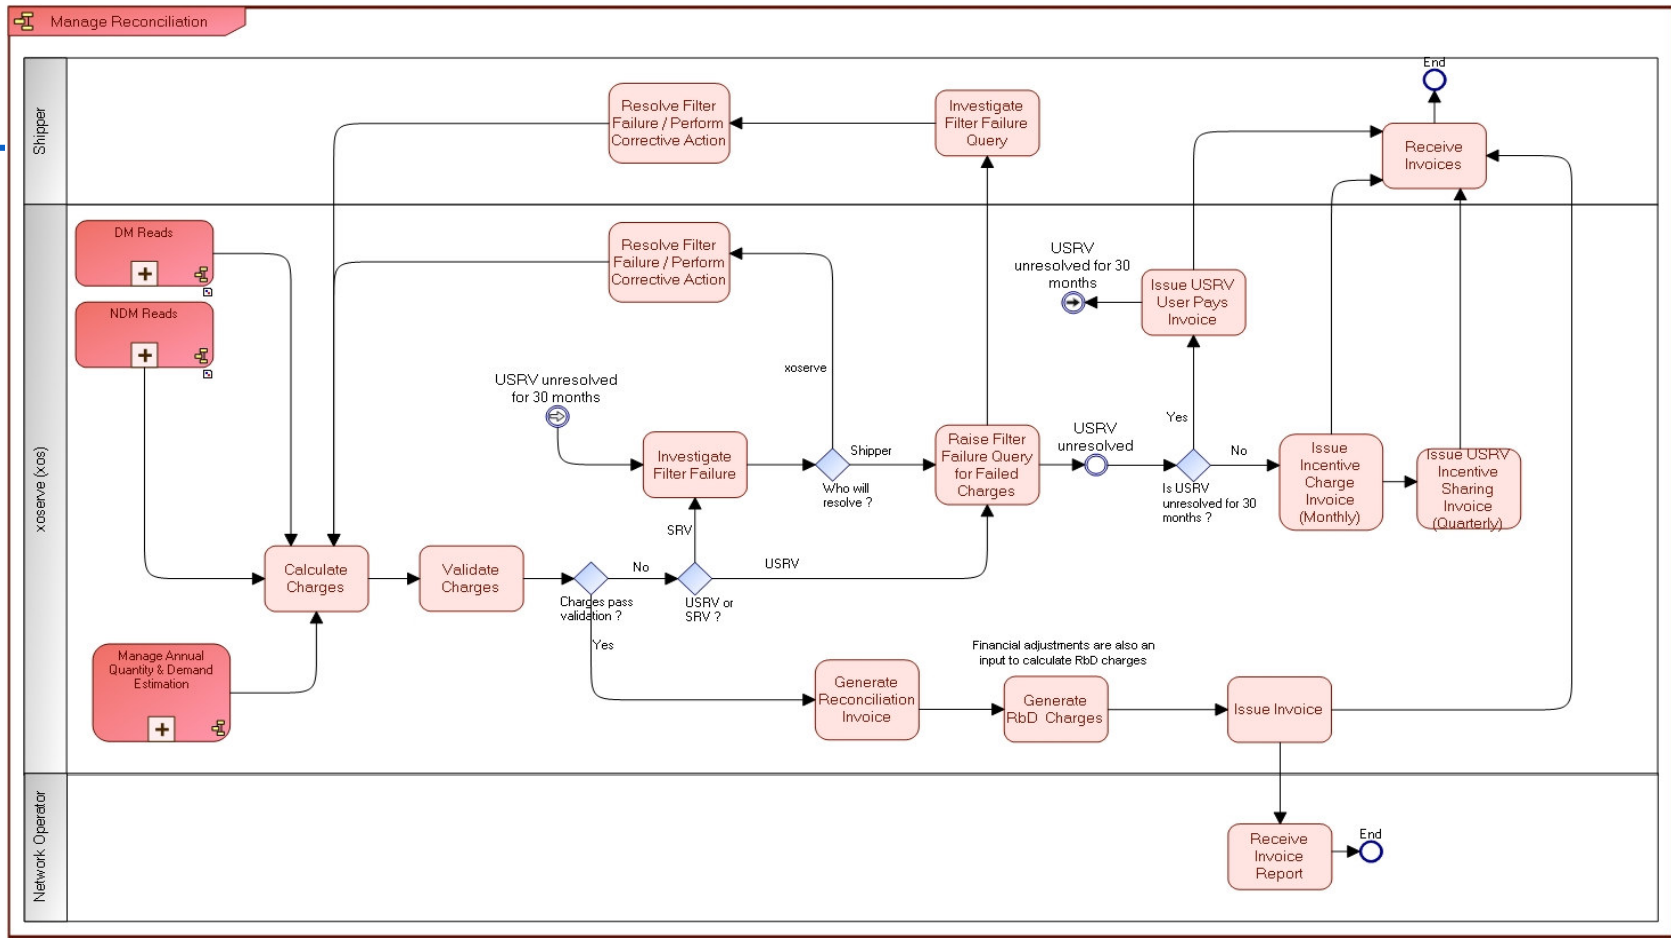 Manage Reconciliation
Shipper
Resolve Filter
Failure / Perform
Corrective Action
Investigate
Filter Failure
Query
End
Receive
Invoices
xoserve (xos)
DM Reads
NDM Reads
Resolve Filter
Failure / Perform
Corrective Action
USRV
unresolved for 30
months
Issue USRV
User Pays
Invoice
USRV unresolved
for 30 months
xoserve
Investigate
Filter Failure
Shipper
Who will
resolve ?
Raise Filter
Failure Query
for Failed
Charges
USRV
unresolved
Yes
No
Is USRV
unresolved for 30
months ?
Issue
Incentive
Charge
Invoice
(Monthly)
Issue USRV
Incentive
Sharing
Invoice
(Quarterly)
SRV
Calculate
Charges
Validate
Charges
No
USRV
Charges pass
validation ?
USRV or
SRV ?
Yes
Manage Annual
Quantity & Demand
Estimation
Financial adjustments are also an
input to calculate RbD charges
Generate
Reconciliation
Invoice
Generate
RbD Charges
Issue Invoice
Network Operator
Receive
Invoice
Report
End